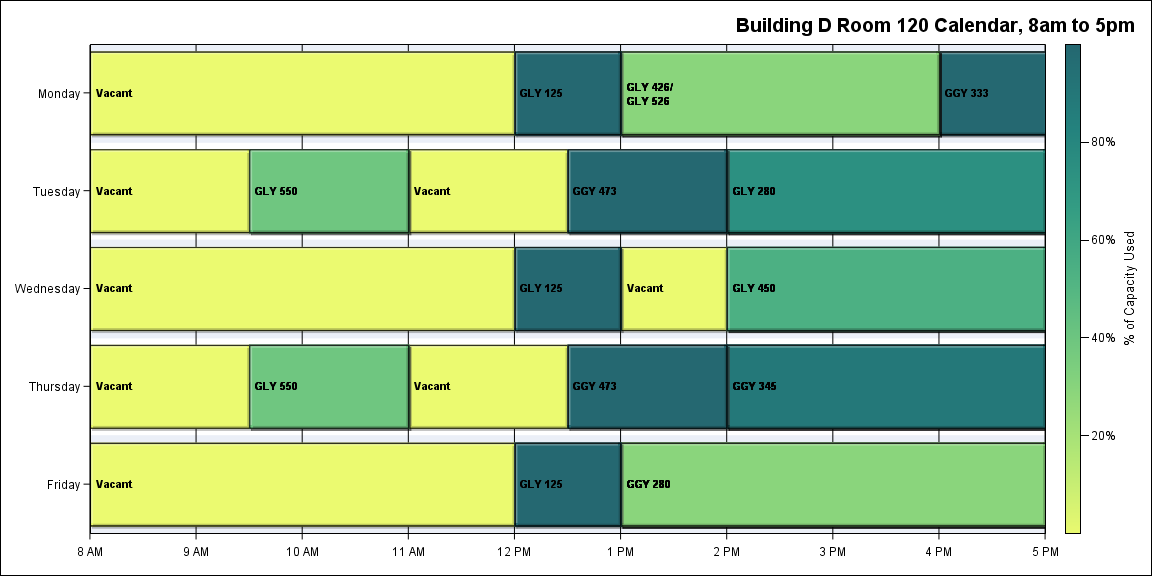 Building D Room 120 Calendar, 8am to 5pm
Monday
Vacant
GLY 125
GLY 426/
GLY 526
GGY 333
Tuesday
Vacant
GLY 550
Vacant
GGY 473
GLY 280
Wednesday
Vacant
GLY 125
Vacant
GLY 450
Thursday
Vacant
GLY 550
Vacant
GGY 473
GGY 345
Friday
Vacant
GLY 125
GGY 280
8 AM
9 AM
10 AM
11 AM
12 PM
1 PM
2 PM
3 PM
4 PM
5 PM
80%
60%
40%
20%
% of Capacity Used